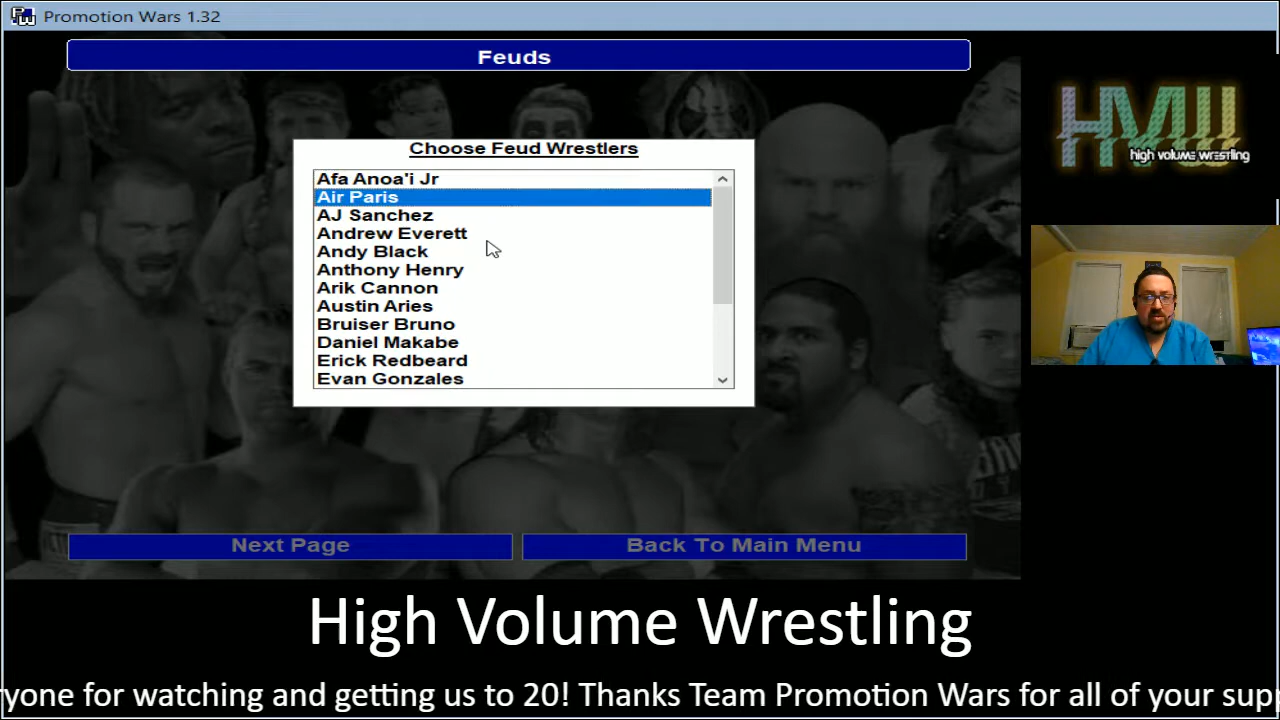 Promotion Wars 1.32
Feuds
HVW
high volume wrestling
Choose Feud Wrestlers
Afa Anoa'i Jr
Air Paris
AJ Sanchez
Andrew Everett
Andy Black
Anthony Henry
Arik Cannon
Austin Aries
Bruiser Bruno
Daniel Makabe
Erick Redbeard
Evan Gonzales
Next Page
Back To Main Menu
High Volume Wrestling
ryone for watching and getting us to 20! Thanks Team Promotion Wars for all of your supp